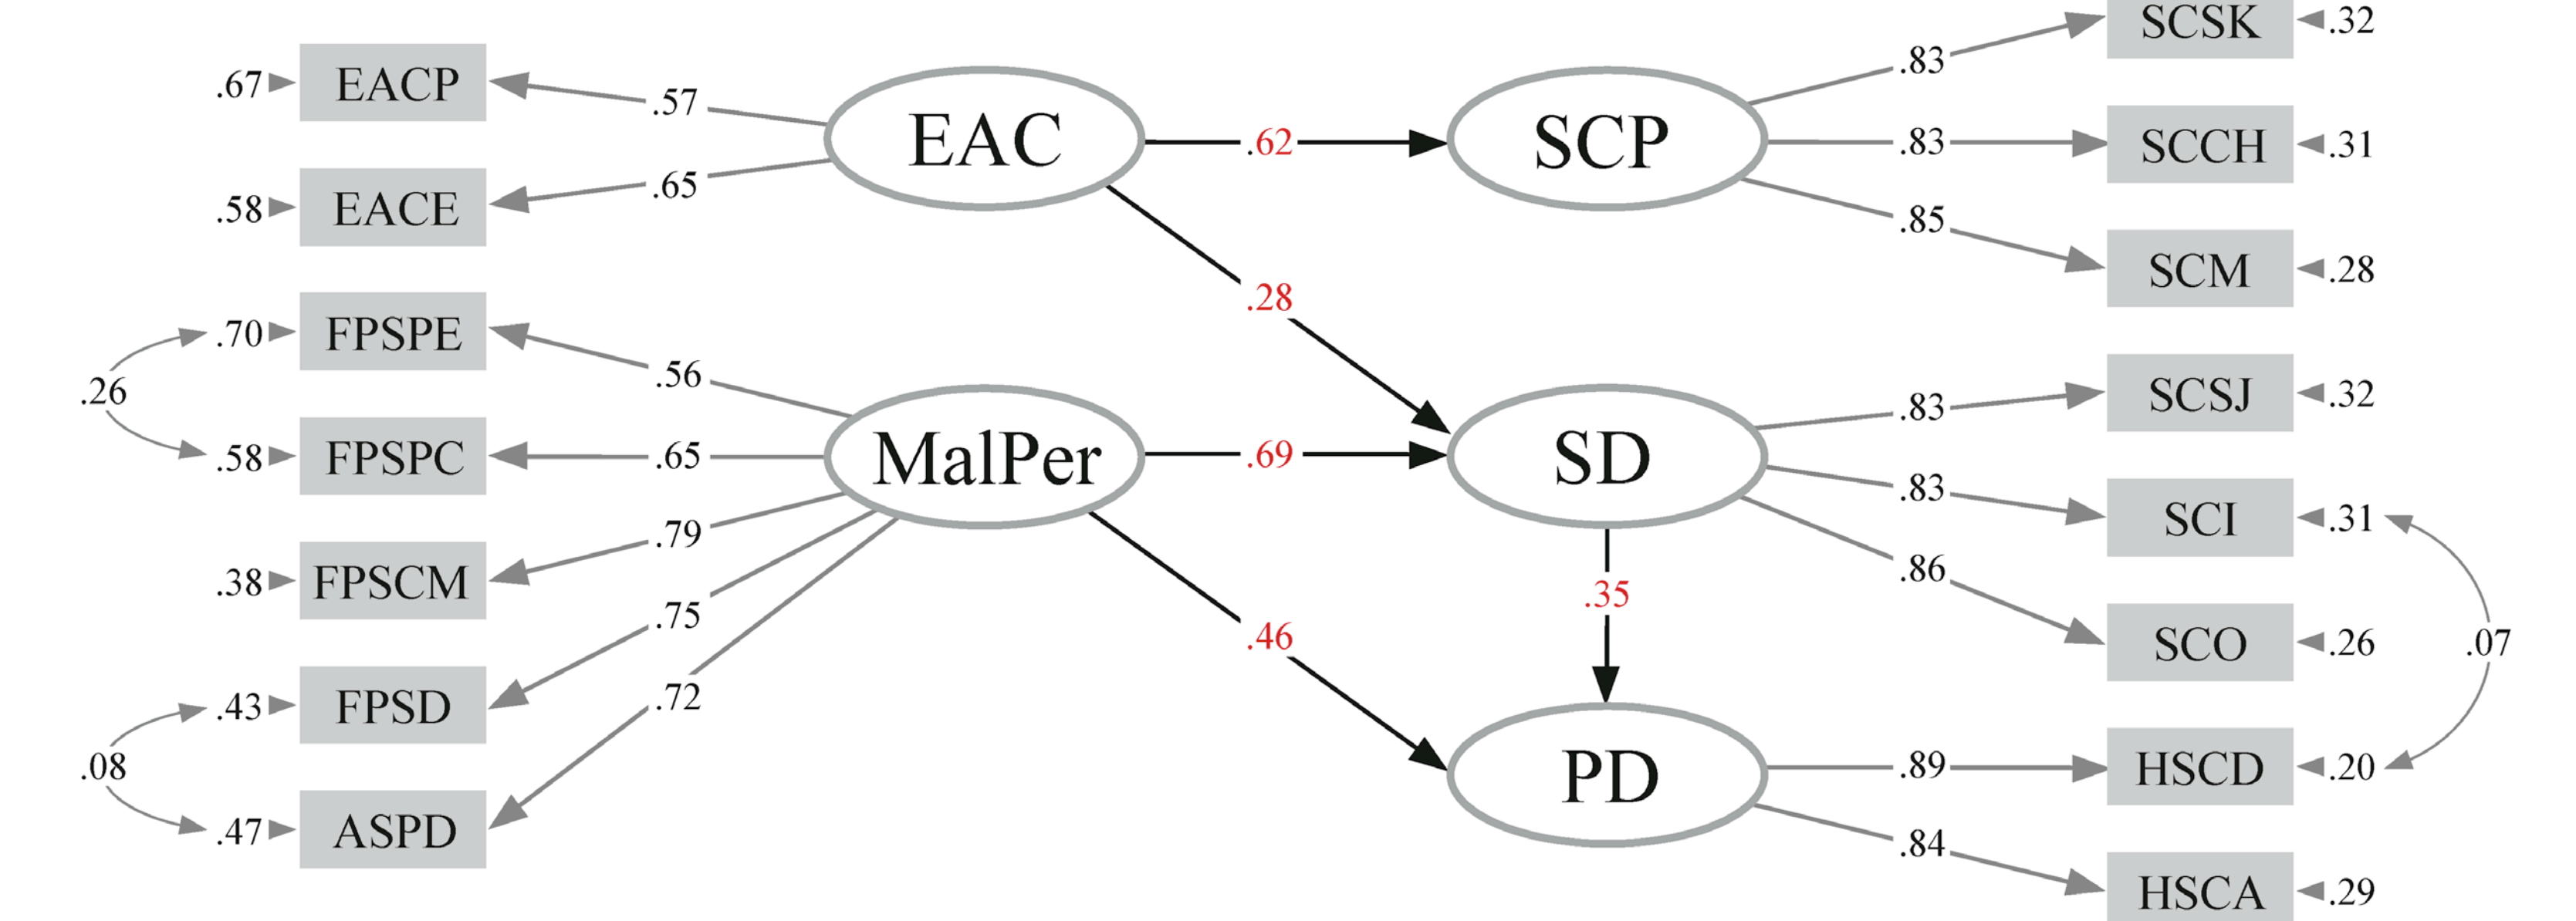 SCSK
.32
.67
EACP
.57
EAC
.62
SCP
.83
.83
SCCH
.31
.58
EACE
.65
.85
SCM
.28
.28
.70
FPSPE
.56
.26
.58
FPSPC
.65
MalPer
.69
SD
.83
SCSJ
.32
.83
SCI
.31
.38
FPSCM
.79
.86
SCO
.26
.07
.75
.35
.46
.43
FPSD
.72
.08
.47
ASPD
PD
.89
HSCD
.20
.84
HSCA
.29